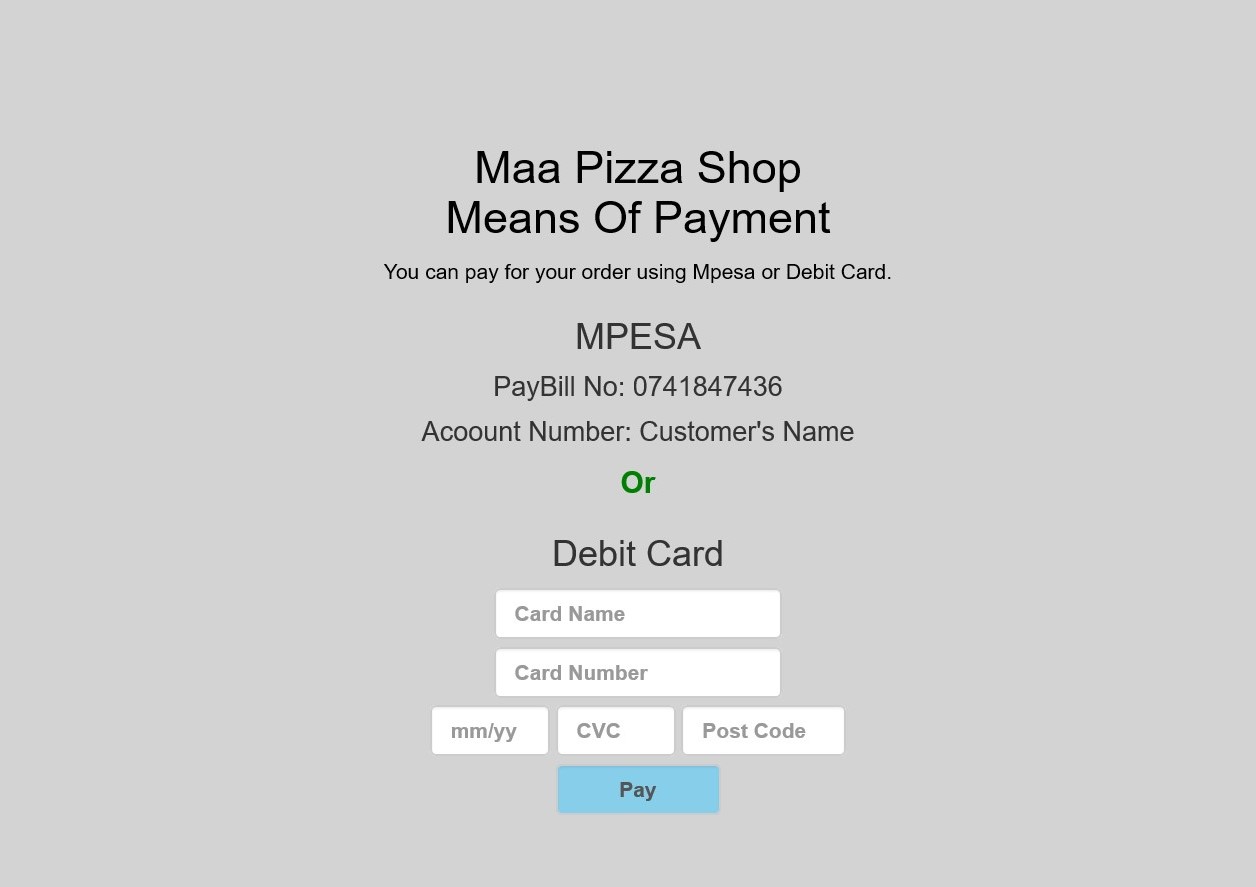 Maa Pizza Shop
Means Of Payment
You can pay for your order using Mpesa or Debit Card.
MPESA
PayBill No: 0741847436
Acoount Number: Customer's Name
Or
Debit Card
Card Name
Card Number
mm/yy CVC Post Code
Pay